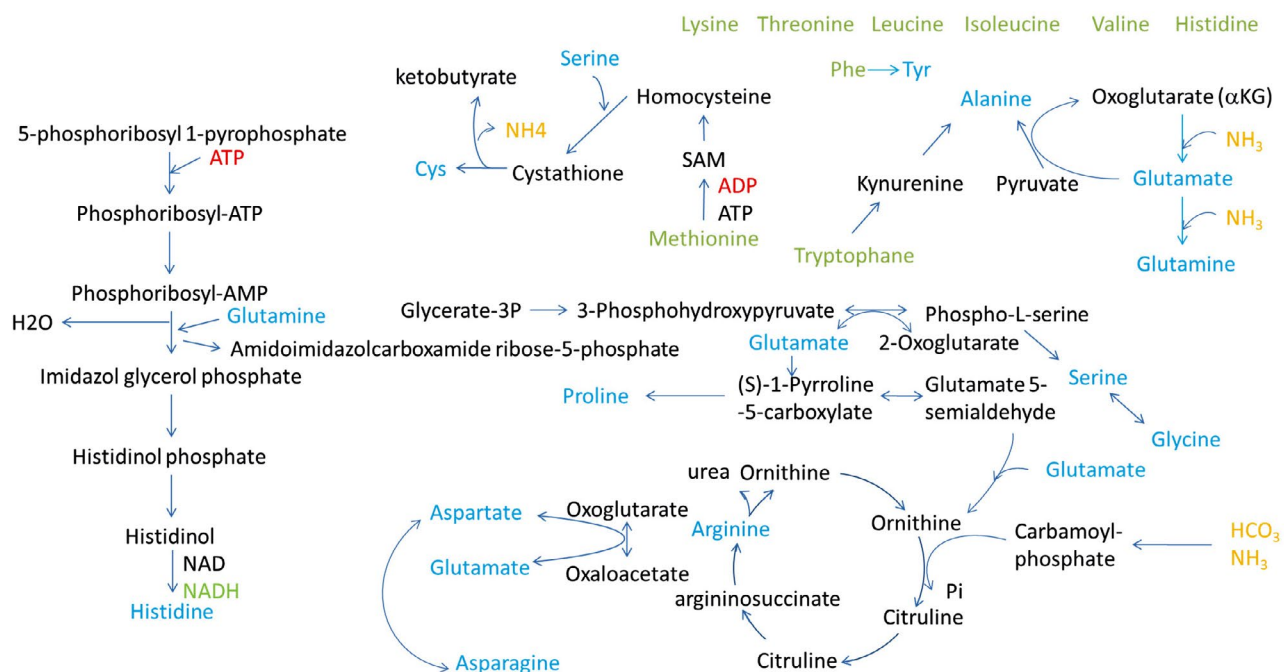 Lysine Threonine Leucine Isoleucine Valine Histidine
Phe Tyr
Serine
ketobutyrate
Homocysteine
NH4
Cys
Cystathione
SAM
ADP
ATP
Methionine
Alanine
Oxoglutarate (αKG)
NH3
Kynurenine
Pyruvate
Glutamate
NH3
Tryptophane
Glutamine
5-phosphoribosyl 1-pyrophosphate
ATP
Phosphoribosyl-ATP
Phosphoribosyl-AMP
H2O
Glutamine
Amidoimidazolcarboxamide ribose-5-phosphate
Imidazol glycerol phosphate
Histidinol phosphate
Histidinol
NAD
NADH
Histidine
Glycerate-3P
3-Phosphohydroxypyruvate
Phospho-L-serine
Glutamate
2-Oxoglutarate
Proline
(S)-1-Pyrroline
-5-carboxylate
Glutamate 5-
semialdehyde
Serine
Glycine
Glutamate
urea
Ornithine
Aspartate
Oxoglutarate
Arginine
Ornithine
Carbamoyl-
phosphate
HCO3
NH3
Glutamate
Oxaloacetate
argininosuccinate
Pi
Citruline
Citruline
Asparagine